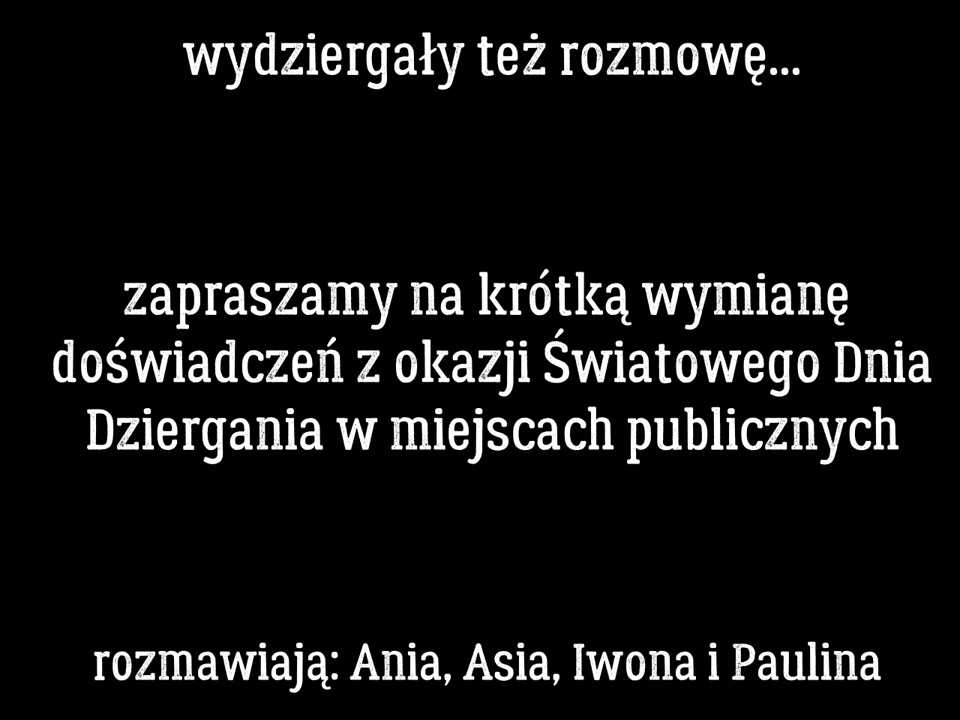 wydziergały też rozmowę...
zapraszamy na krótką wymianę
doświadczeń z okazji Światowego Dnia
Dziergania w miejscach publicznych
rozmawiają: Ania, Asia, Iwona i Paulina